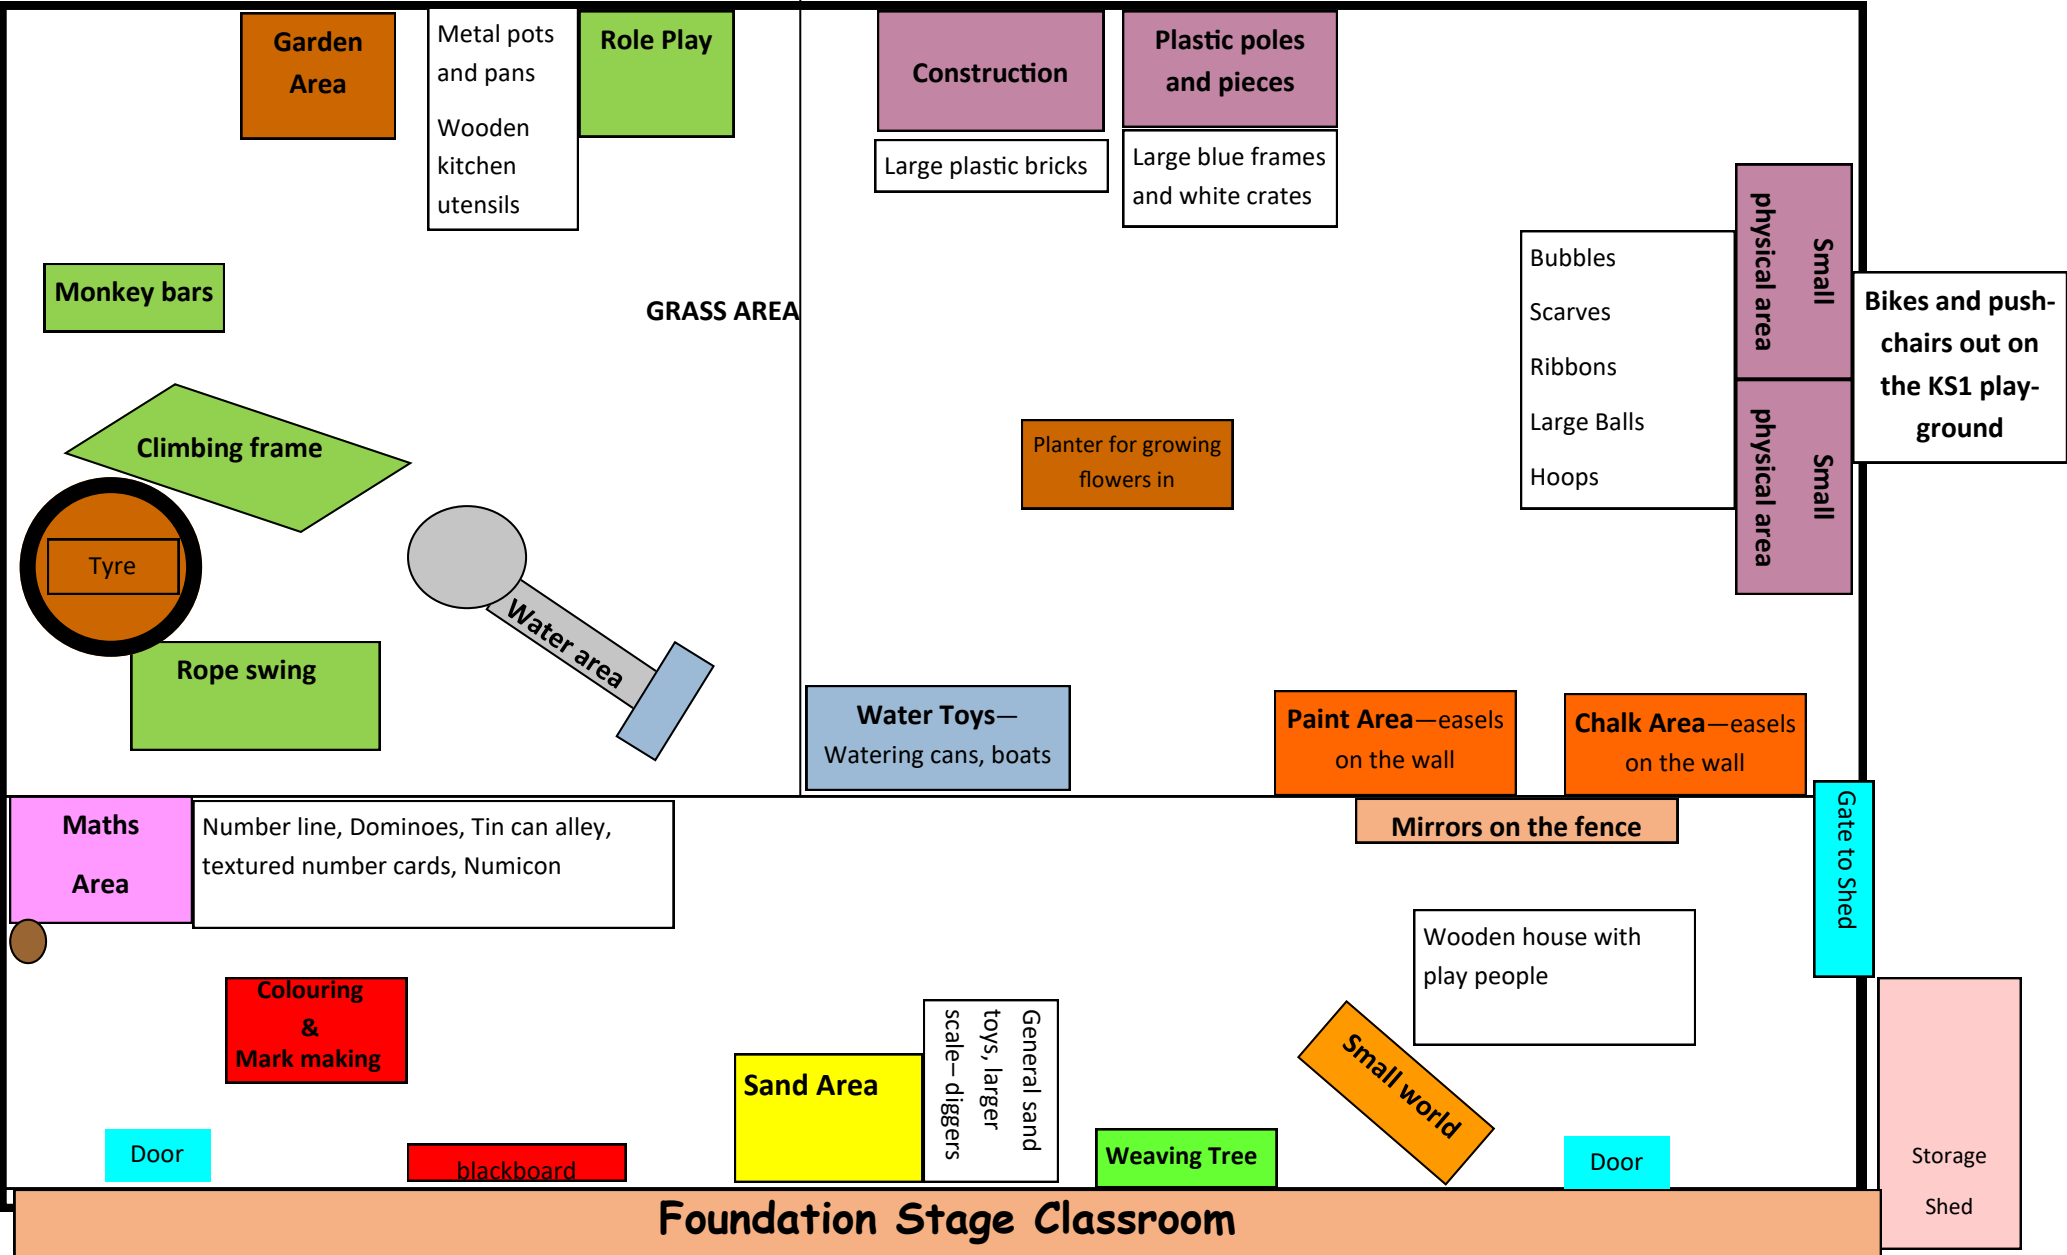 Garden
Area
Metal pots
and pans
Wooden
kitchen
utensils
Role Play
Construction
Large plastic bricks
Plastic poles
and pieces
Large blue frames
and white crates
Monkey bars
GRASS AREA
Bubbles
Scarves
Ribbons
Large Balls
Hoops
Small
physical area
Small
physical area
Bikes and push-
chairs out on
the KS1 play-
ground
Climbing frame
Planter for growing
flowers in
Tyre
Water area
Rope swing
Water Toys—
Watering cans, boats
Paint Area—easels
on the wall
Chalk Area—easels
on the wall
Maths
Area
Number line, Dominoes, Tin can alley,
textured number cards, Numicon
Mirrors on the fence
Gate to Shed
Wooden house with
play people
Colouring
&
Mark making
Sand Area
General sand
toys, larger
scale– diggers
Small world
Door
blackboard
Weaving Tree
Door
Storage
Shed
Foundation Stage Classroom